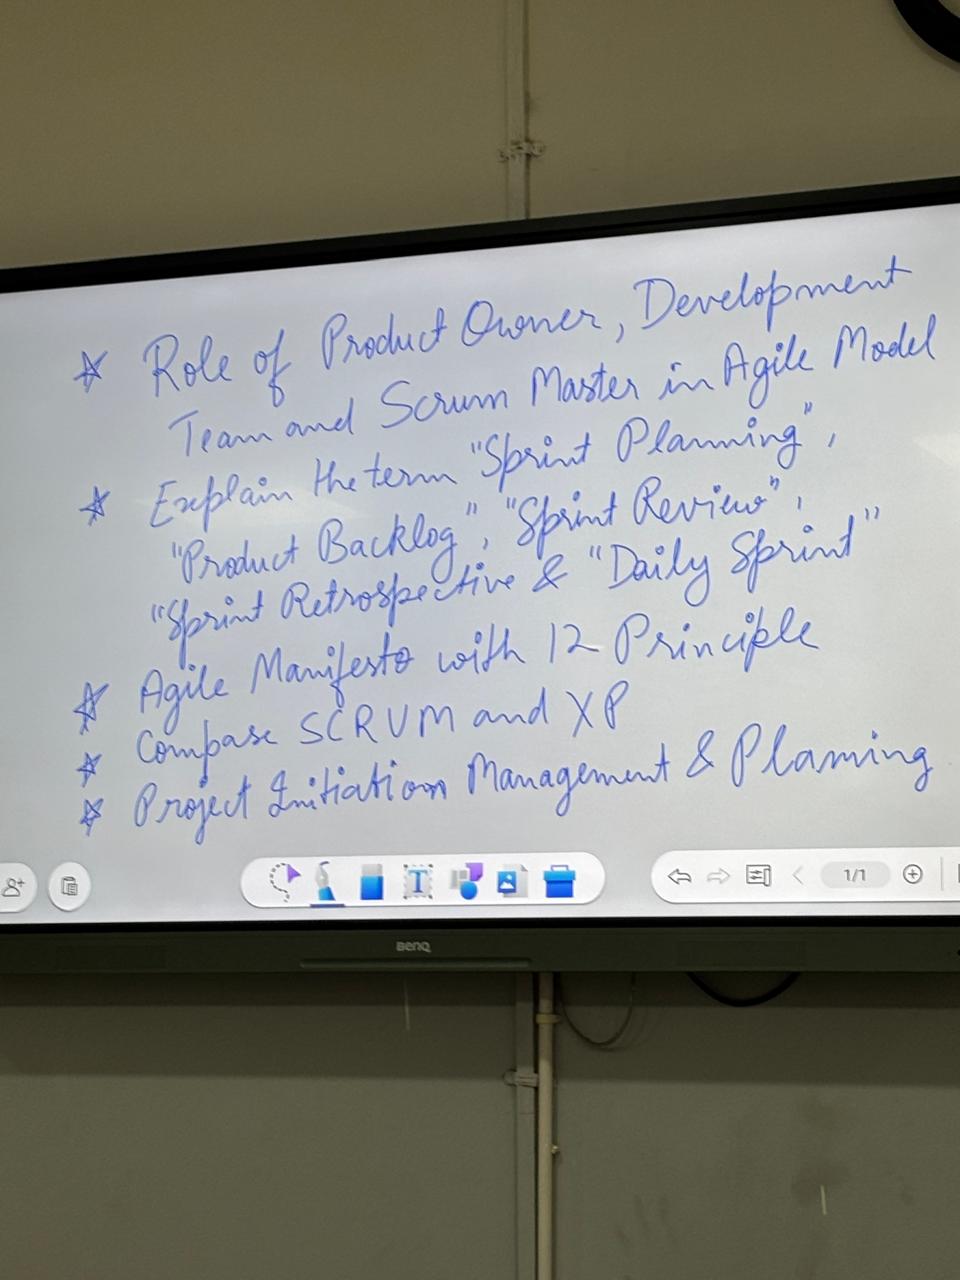 ☆ Role of Product Owner, Development
Team and Scrum Master in Agile Model
☆ Explain the term "Sprint Planning",
"Product Backlog", "Sprint Review",
"Sprint Retrospective & "Daily Sprint"
☆ Agile Manifesto with 12 Principle
☆ Compase SCRUM and XP
☆ Project Initiation Management & Planning
T
1/1
BenQ